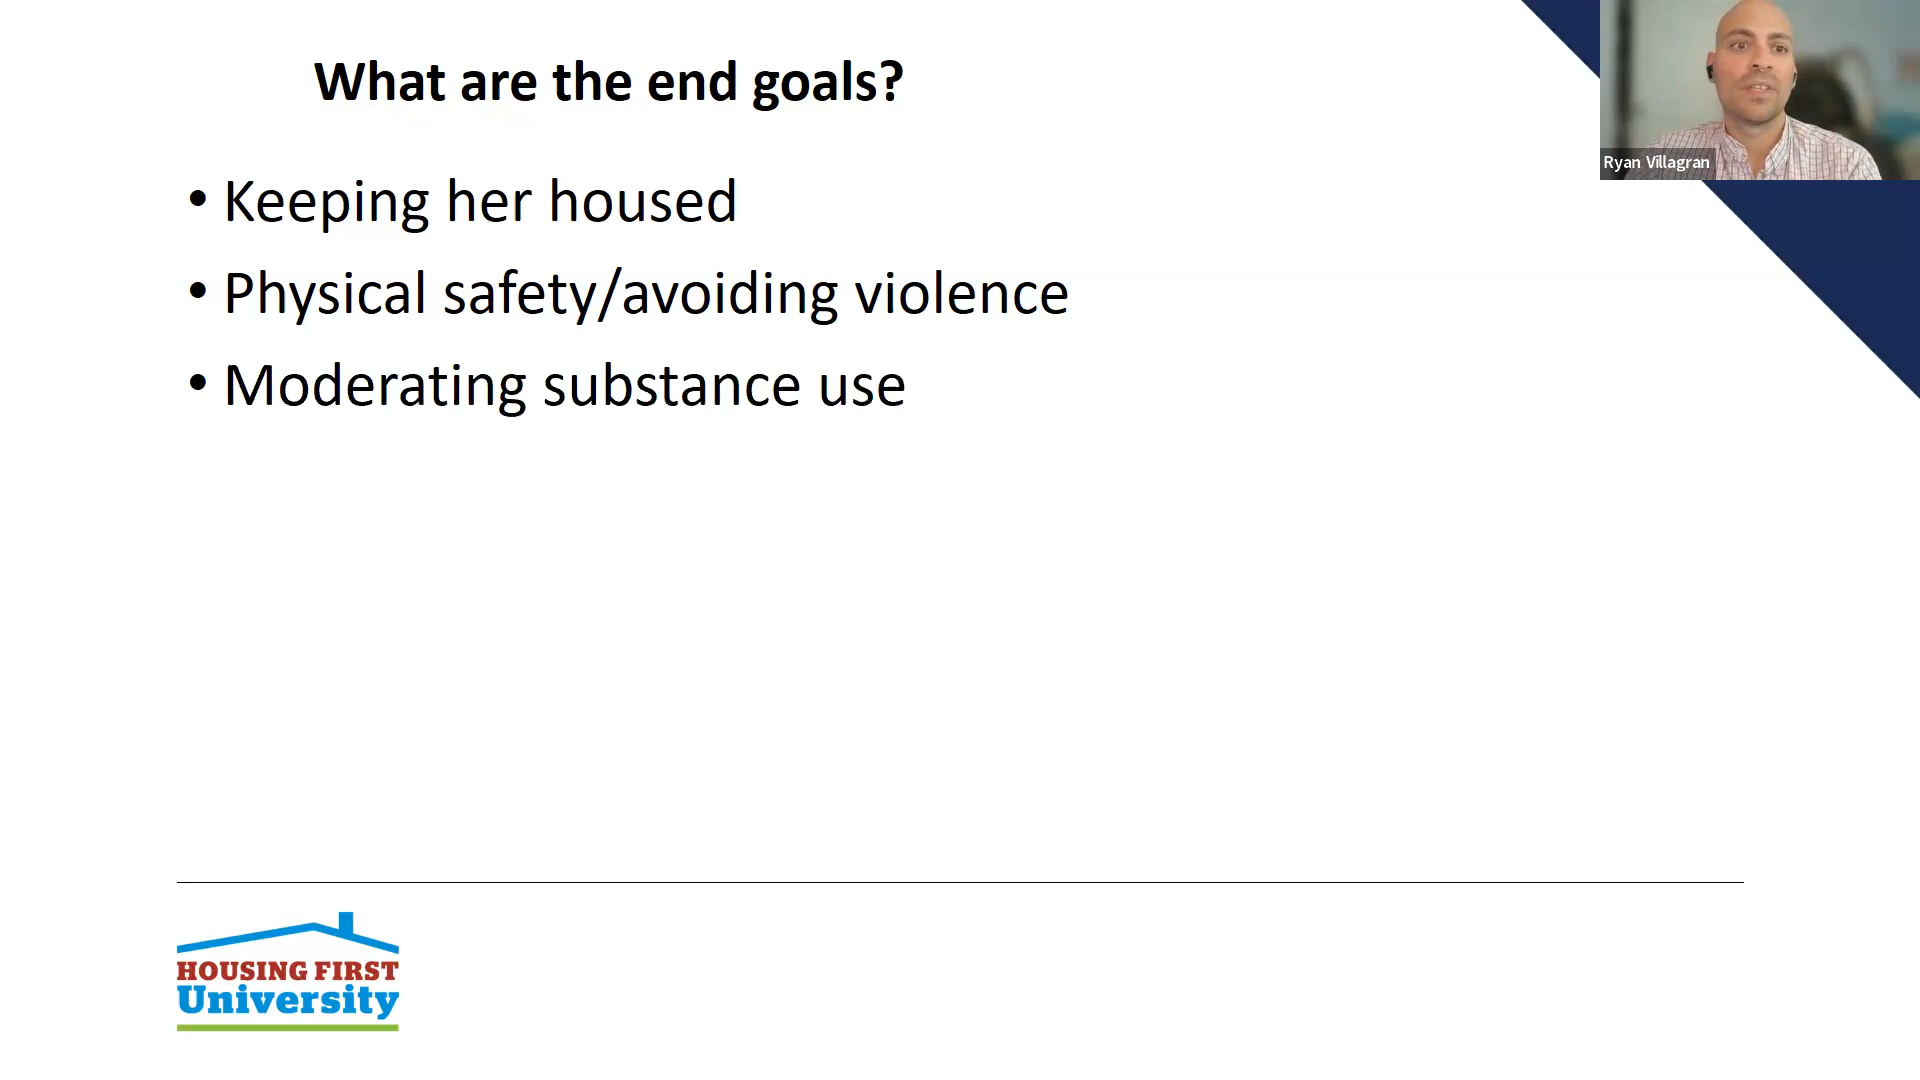 What are the end goals?
• Keeping her housed
• Physical safety/avoiding violence
• Moderating substance use
Ryan Villagran
HOUSING FIRST
University